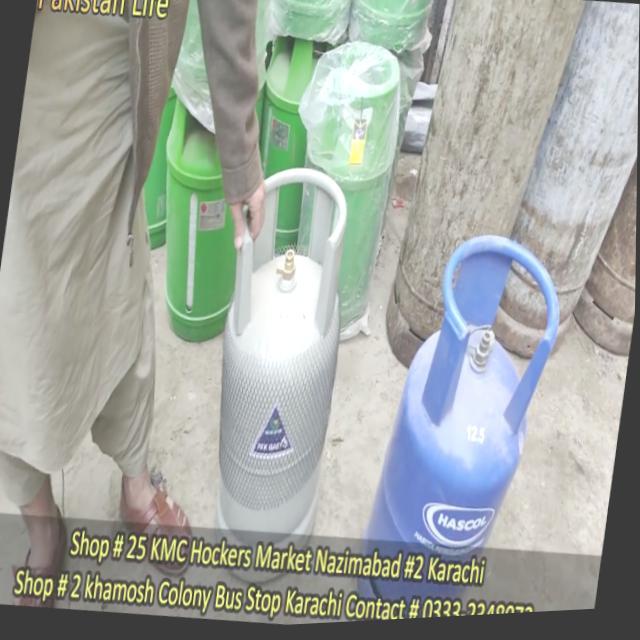 Pakistan Life
12.5
HASCOL
Shop # 25 KMC Hockers Market Nazimabad #2 Karachi
Shop # 2 khamosh Colony Bus Stop Karachi Contact # 0333-2348072